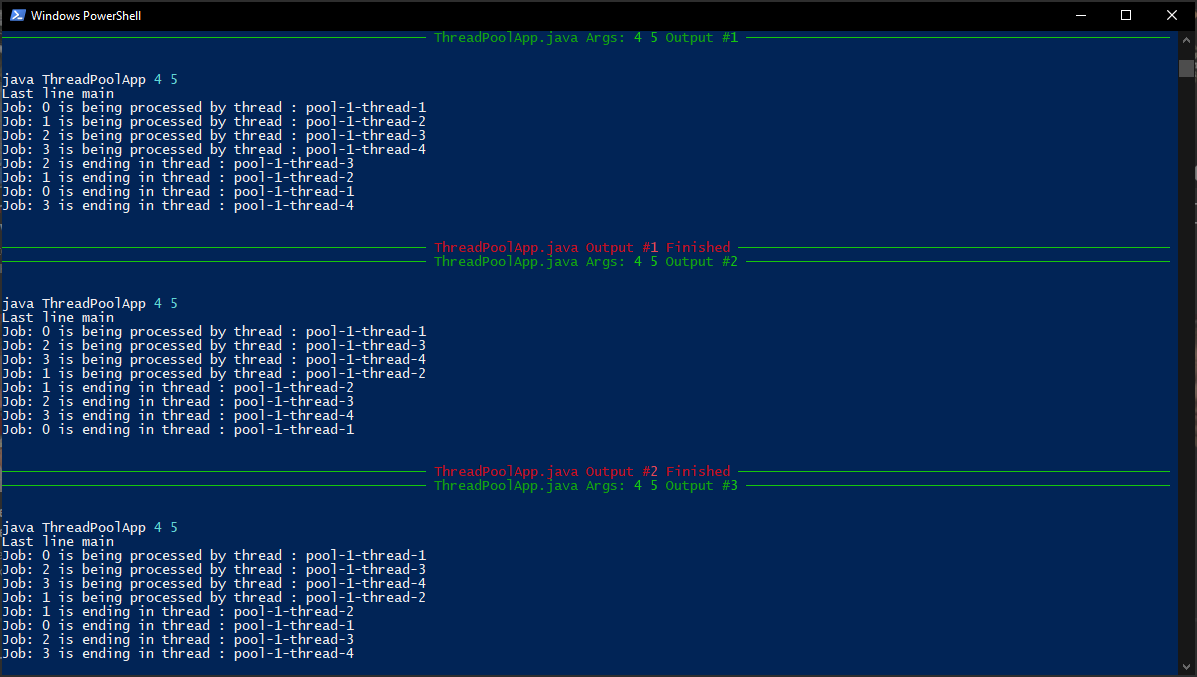 Windows PowerShell
ThreadPoolApp.java Args: 4 5 Output #1
java ThreadPoolApp 4 5
Last line main
Job: 0 is being processed by thread : pool-1-thread-1
Job: 1 is being processed by thread : pool-1-thread-2
Job: 2 is being processed by thread : pool-1-thread-3
Job: 3 is being processed by thread : pool-1-thread-4
Job: 2 is ending in thread : pool-1-thread-3
Job: 1 is ending in thread : pool-1-thread-2
Job: 0 is ending in thread : pool-1-thread-1
Job: 3 is ending in thread : pool-1-thread-4
ThreadPoolApp.java Output #1 Finished
ThreadPoolApp.java Args: 4 5 Output #2
java ThreadPoolApp 4 5
Last line main
Job: 0 is being processed by thread : pool-1-thread-1
Job: 2 is being processed by thread : pool-1-thread-3
Job: 3 is being processed by thread : pool-1-thread-4
Job: 1 is being processed by thread : pool-1-thread-2
Job: 1 is ending in thread : pool-1-thread-2
Job: 2 is ending in thread : pool-1-thread-3
Job: 3 is ending in thread : pool-1-thread-4
Job: 0 is ending in thread : pool-1-thread-1
ThreadPoolApp.java Output #2 Finished
ThreadPoolApp.java Args: 4 5 Output #3
java ThreadPoolApp 4 5
Last line main
Job: 0 is being processed by thread : pool-1-thread-1
Job: 2 is being processed by thread : pool-1-thread-3
Job: 3 is being processed by thread : pool-1-thread-4
Job: 1 is being processed by thread : pool-1-thread-2
Job: 1 is ending in thread : pool-1-thread-2
Job: 0 is ending in thread : pool-1-thread-1
Job: 2 is ending in thread : pool-1-thread-3
Job: 3 is ending in thread : pool-1-thread-4